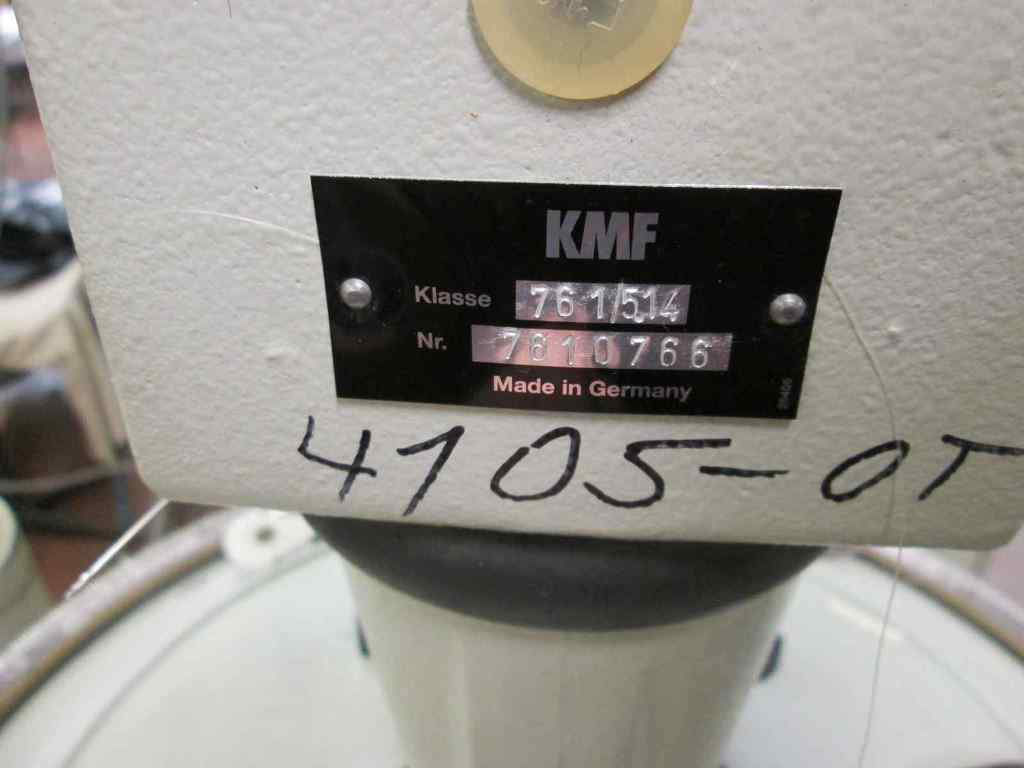 KMF
Klasse 761/514
Nr. 7810766
Made in Germany
4105-0T